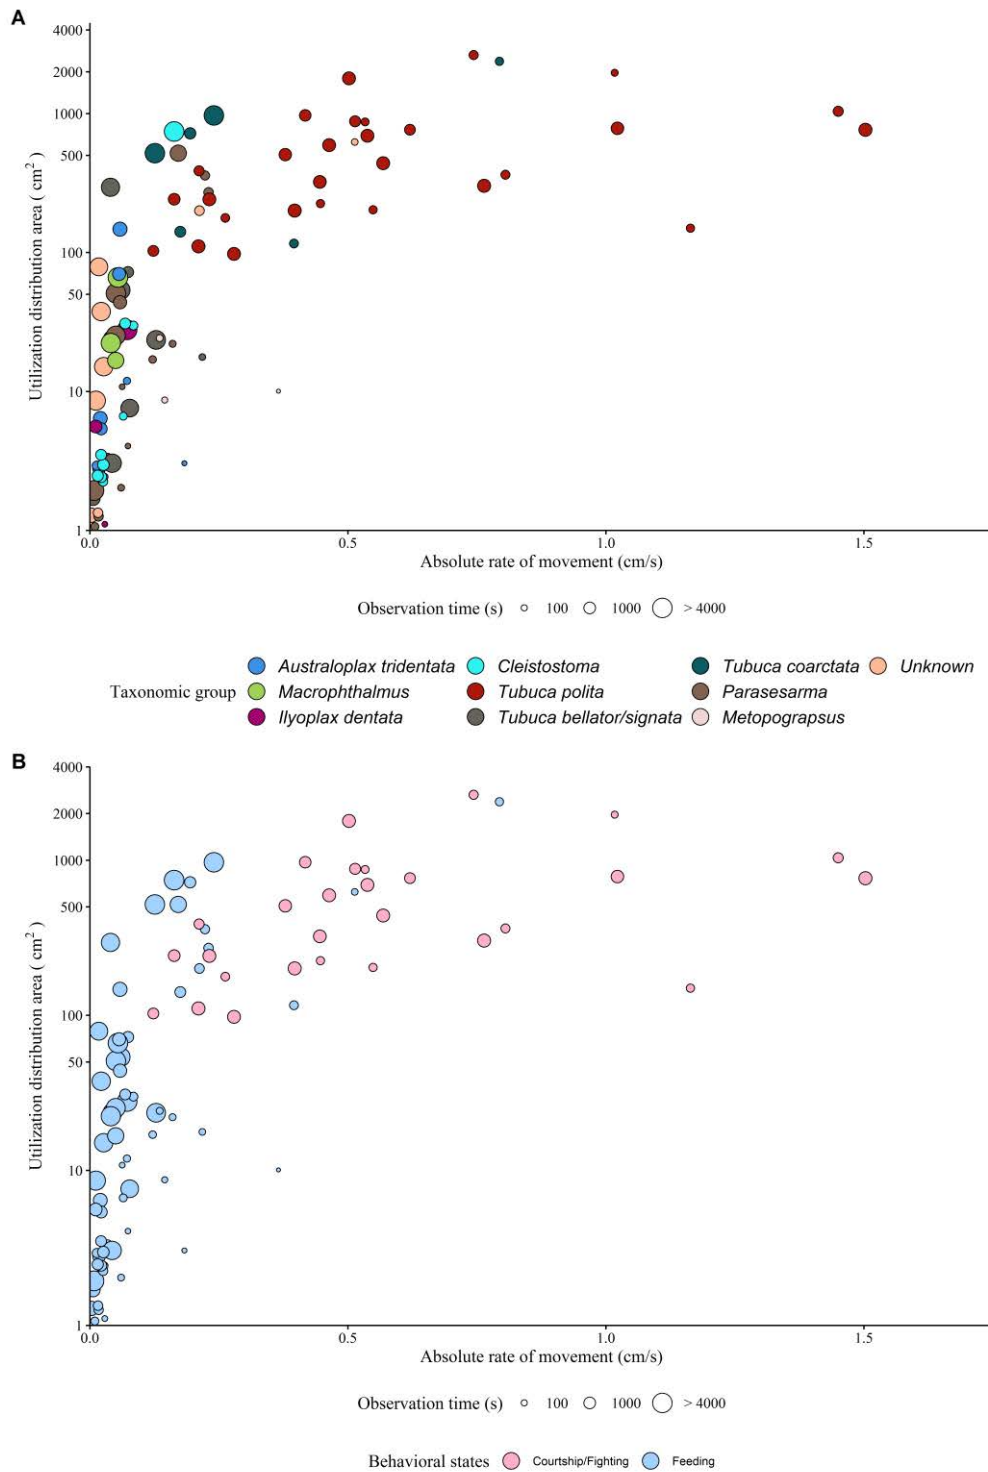 A
4000
2000
1000
500
100
50
10
1
Utilization distribution area ( cm² )
0.0 0.5 1.0 1.5
Absolute rate of movement (cm/s)
Observation time (s) 100 1000 > 4000
Australoplax tridentata Cleistostoma Tubuca coarctata Unknown
Taxonomic group Macrophthalmus Tubuca polita Parasesarma
Ilyoplax dentata Tubuca bellator/signata Metopograpsus
B
4000
2000
1000
500
100
50
10
1
Utilization distribution area ( cm² )
0.0 0.5 1.0 1.5
Absolute rate of movement (cm/s)
Observation time (s) 100 1000 > 4000
Behavioral states Courtship/Fighting Feeding